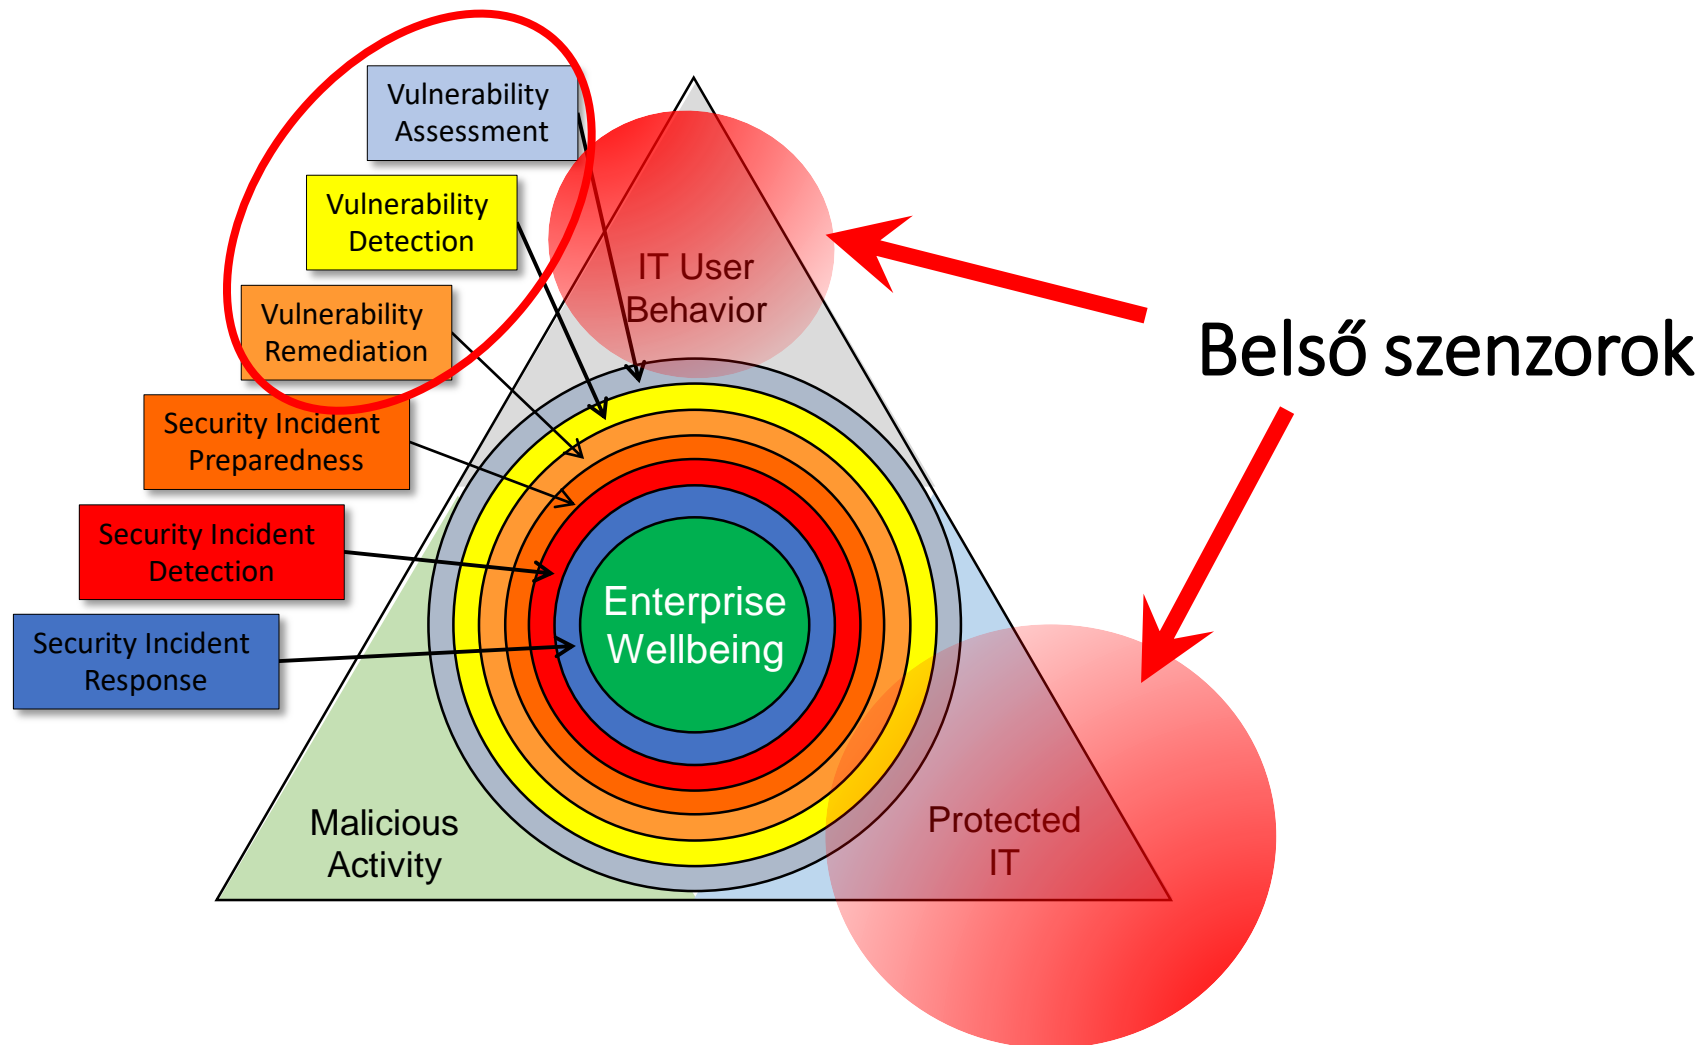 Vulnerability
Assessment
Vulnerability
Detection
Vulnerability
Remediation
Security Incident
Preparedness
Security Incident
Detection
Security Incident
Response
IT User
Behavior
Enterprise
Wellbeing
Malicious
Activity
Protected
IT
Belső szenzorok